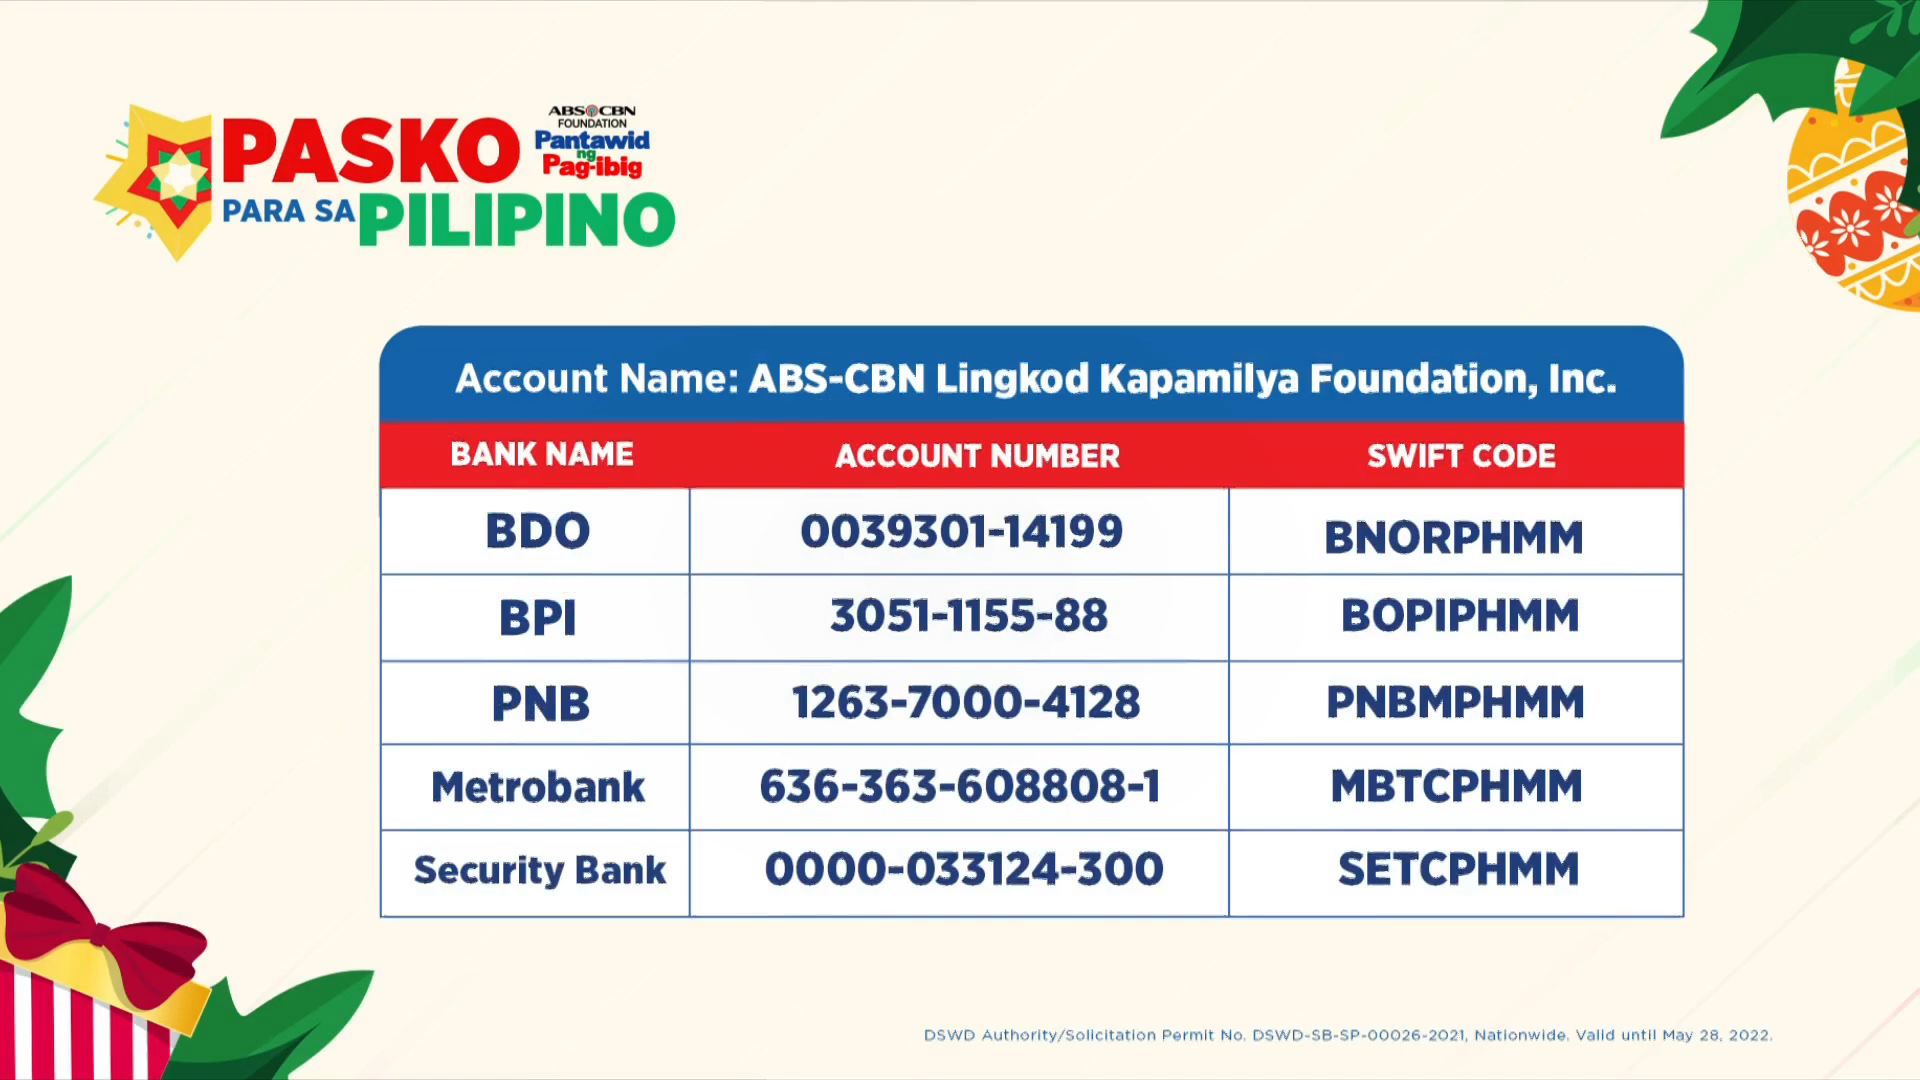 PASKO
PARA SA PILIPINO
ABS-CBN
FOUNDATION
Pantawid
ng
Pag-ibig
Account Name: ABS-CBN Lingkod Kapamilya Foundation, Inc.
BANK NAME ACCOUNT NUMBER SWIFT CODE
BDO 0039301-14199 BNORPHMM
BPI 3051-1155-88 BOPIPHMM
PNB 1263-7000-4128 PNBMPHMM
Metrobank 636-363-608808-1 MBTCPHMM
Security Bank 0000-033124-300 SETCPHMM
DSWD Authority/Solicitation Permit No. DSWD-SB-SP-00026-2021, Nationwide. Valid until May 28, 2022.